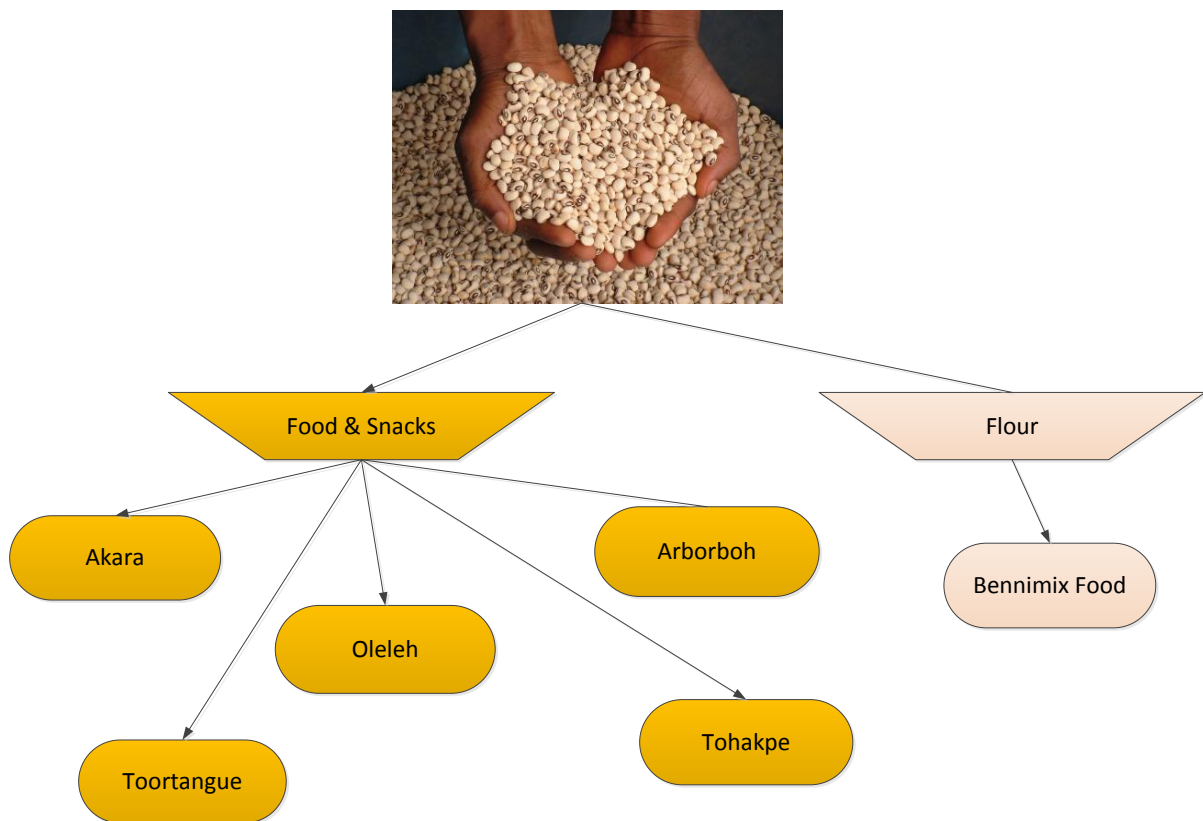 Food & Snacks
Flour
Akara
Arborboh
Bennimix Food
Oleleh
Tohakpe
Toortangue